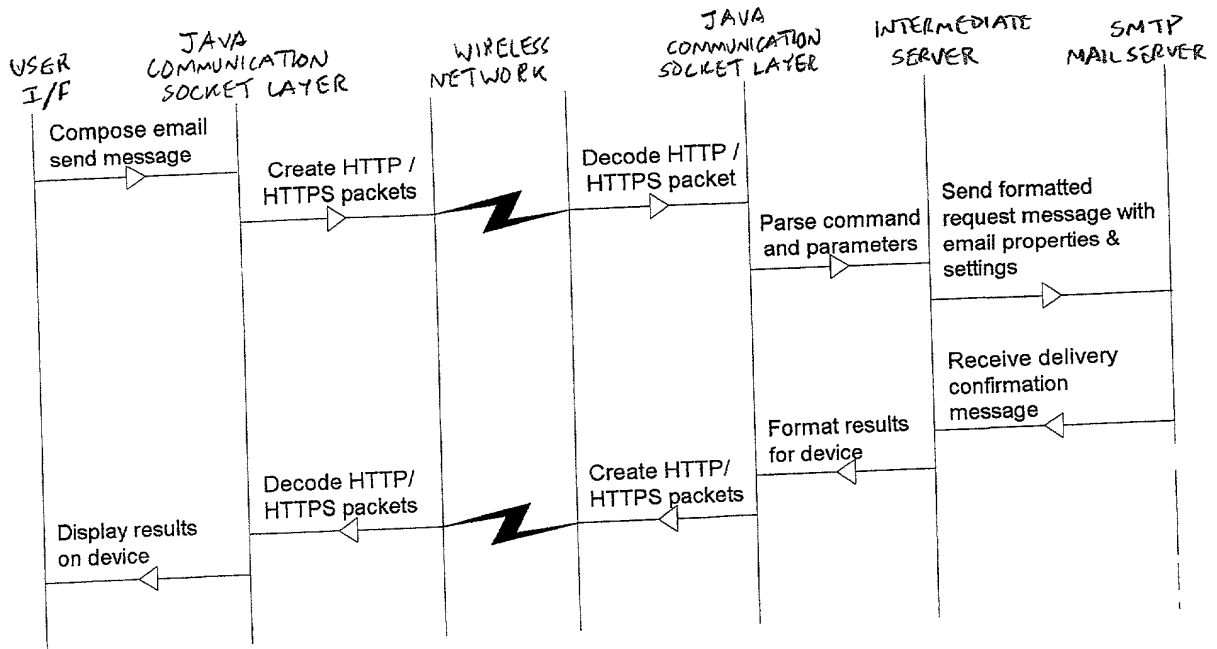 USER
I/F
JAVA
COMMUNICATION
SOCKET LAYER
WIRELESS
NETWORK
JAVA
COMMUNICATION
SOCKET LAYER
INTERMEDIATE
SERVER
SMTP
MAIL SERVER
Compose email
send message
Create HTTP /
HTTPS packets
Decode HTTP /
HTTPS packet
Parse command
and parameters
Send formatted
request message with
email properties &
settings
Receive delivery
confirmation
message
Format results
for device
Create HTTP/
HTTPS packets
Decode HTTP/
HTTPS packets
Display results
on device